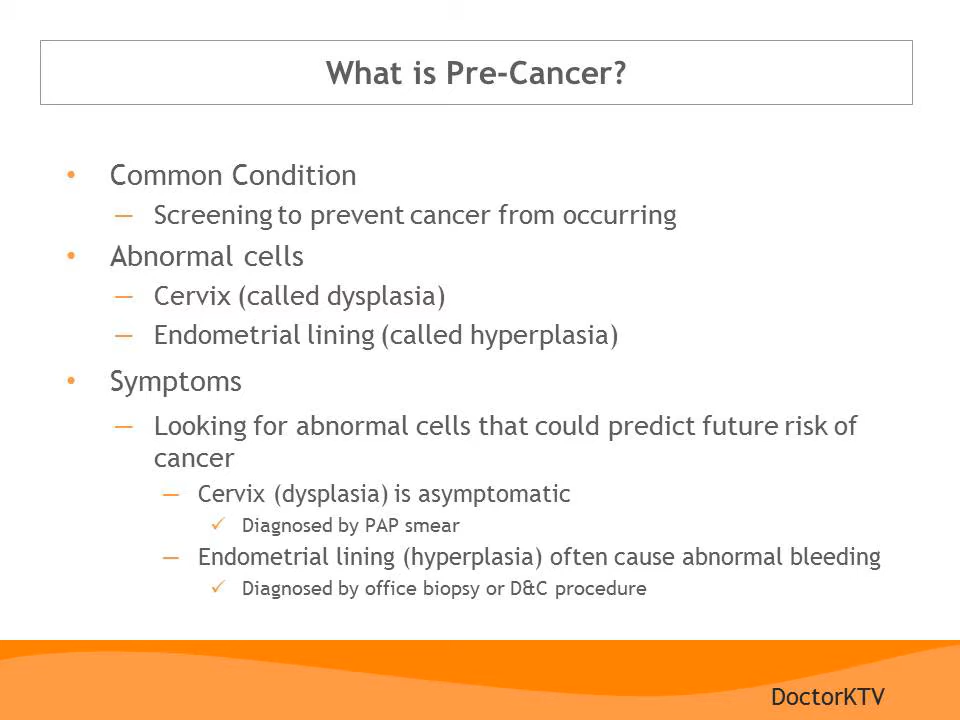 What is Pre-Cancer?
• Common Condition
— Screening to prevent cancer from occurring
• Abnormal cells
— Cervix (called dysplasia)
— Endometrial lining (called hyperplasia)
• Symptoms
— Looking for abnormal cells that could predict future risk of
cancer
— Cervix (dysplasia) is asymptomatic
✓ Diagnosed by PAP smear
— Endometrial lining (hyperplasia) often cause abnormal bleeding
✓ Diagnosed by office biopsy or D&C procedure
DoctorKTV